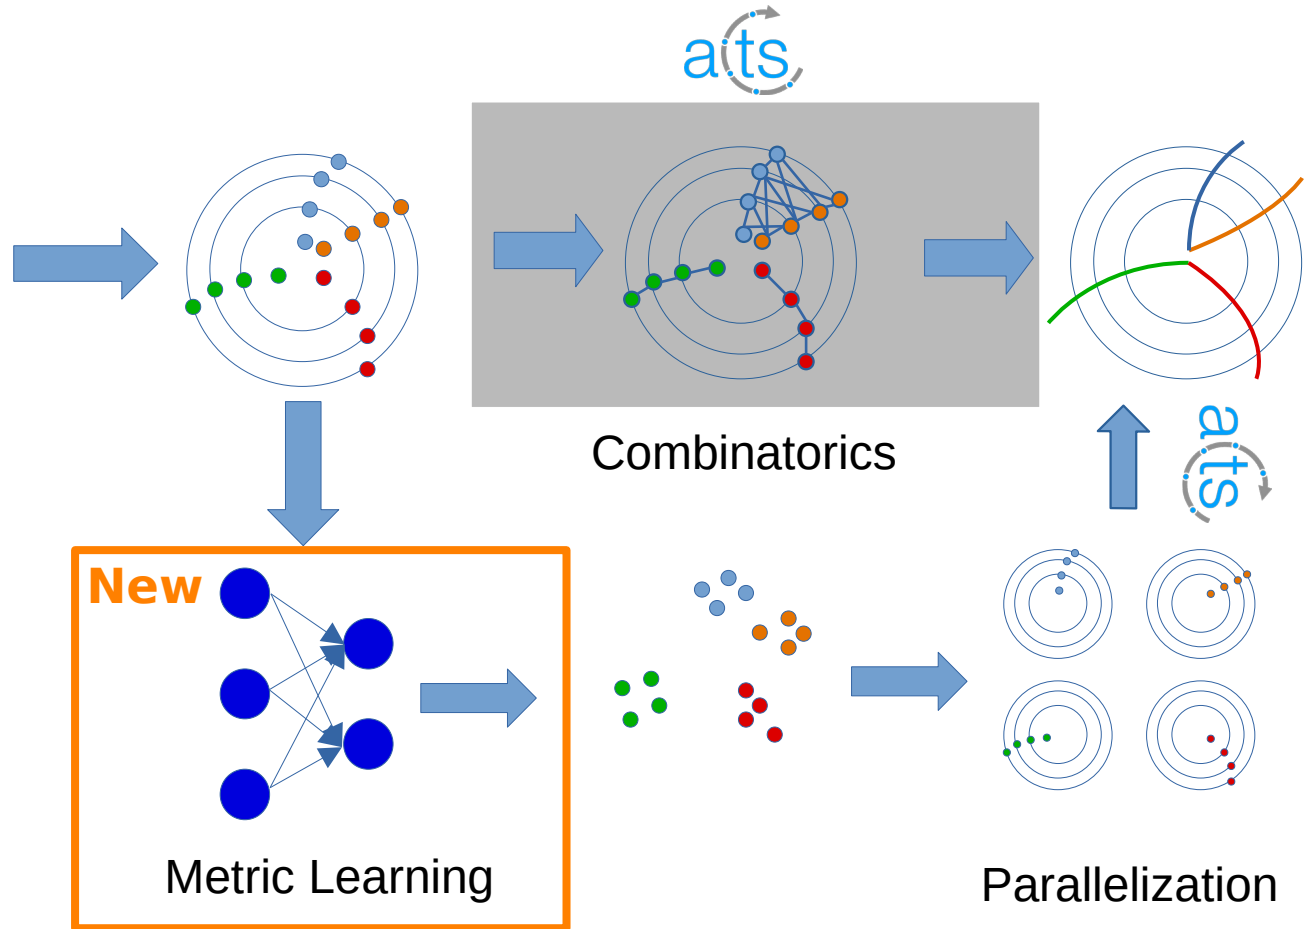 acts
Combinatorics
acts
New
Metric Learning
Parallelization